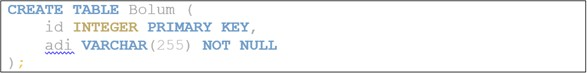 CREATE TABLE Bolum (
    id INTEGER PRIMARY KEY,
    adi VARCHAR(255) NOT NULL
);